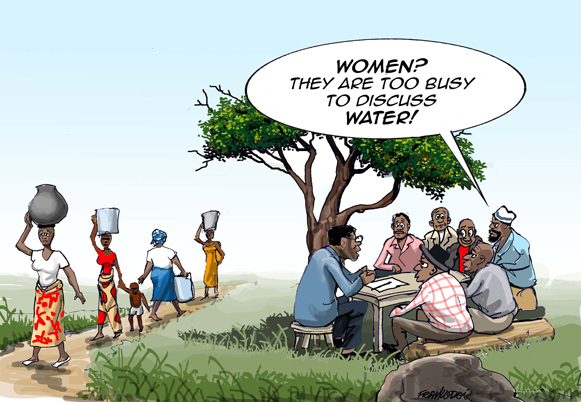 WOMEN?
THEY ARE TOO BUSY
TO DISCUSS
WATER!